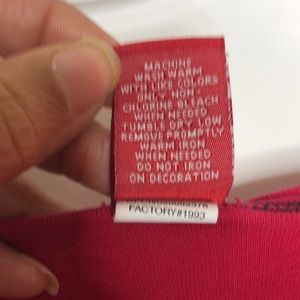 MACHINE
WASH WARM
WITH LIKE COLORS
ONLY NON-
CHLORINE BLEACH
WHEN NEEDED
TUMBLE DRY LOW
REMOVE PROMPTLY
WARM IRON
WHEN NEEDED
DO NOT IRON
ON DECORATION
FACTORY#1993